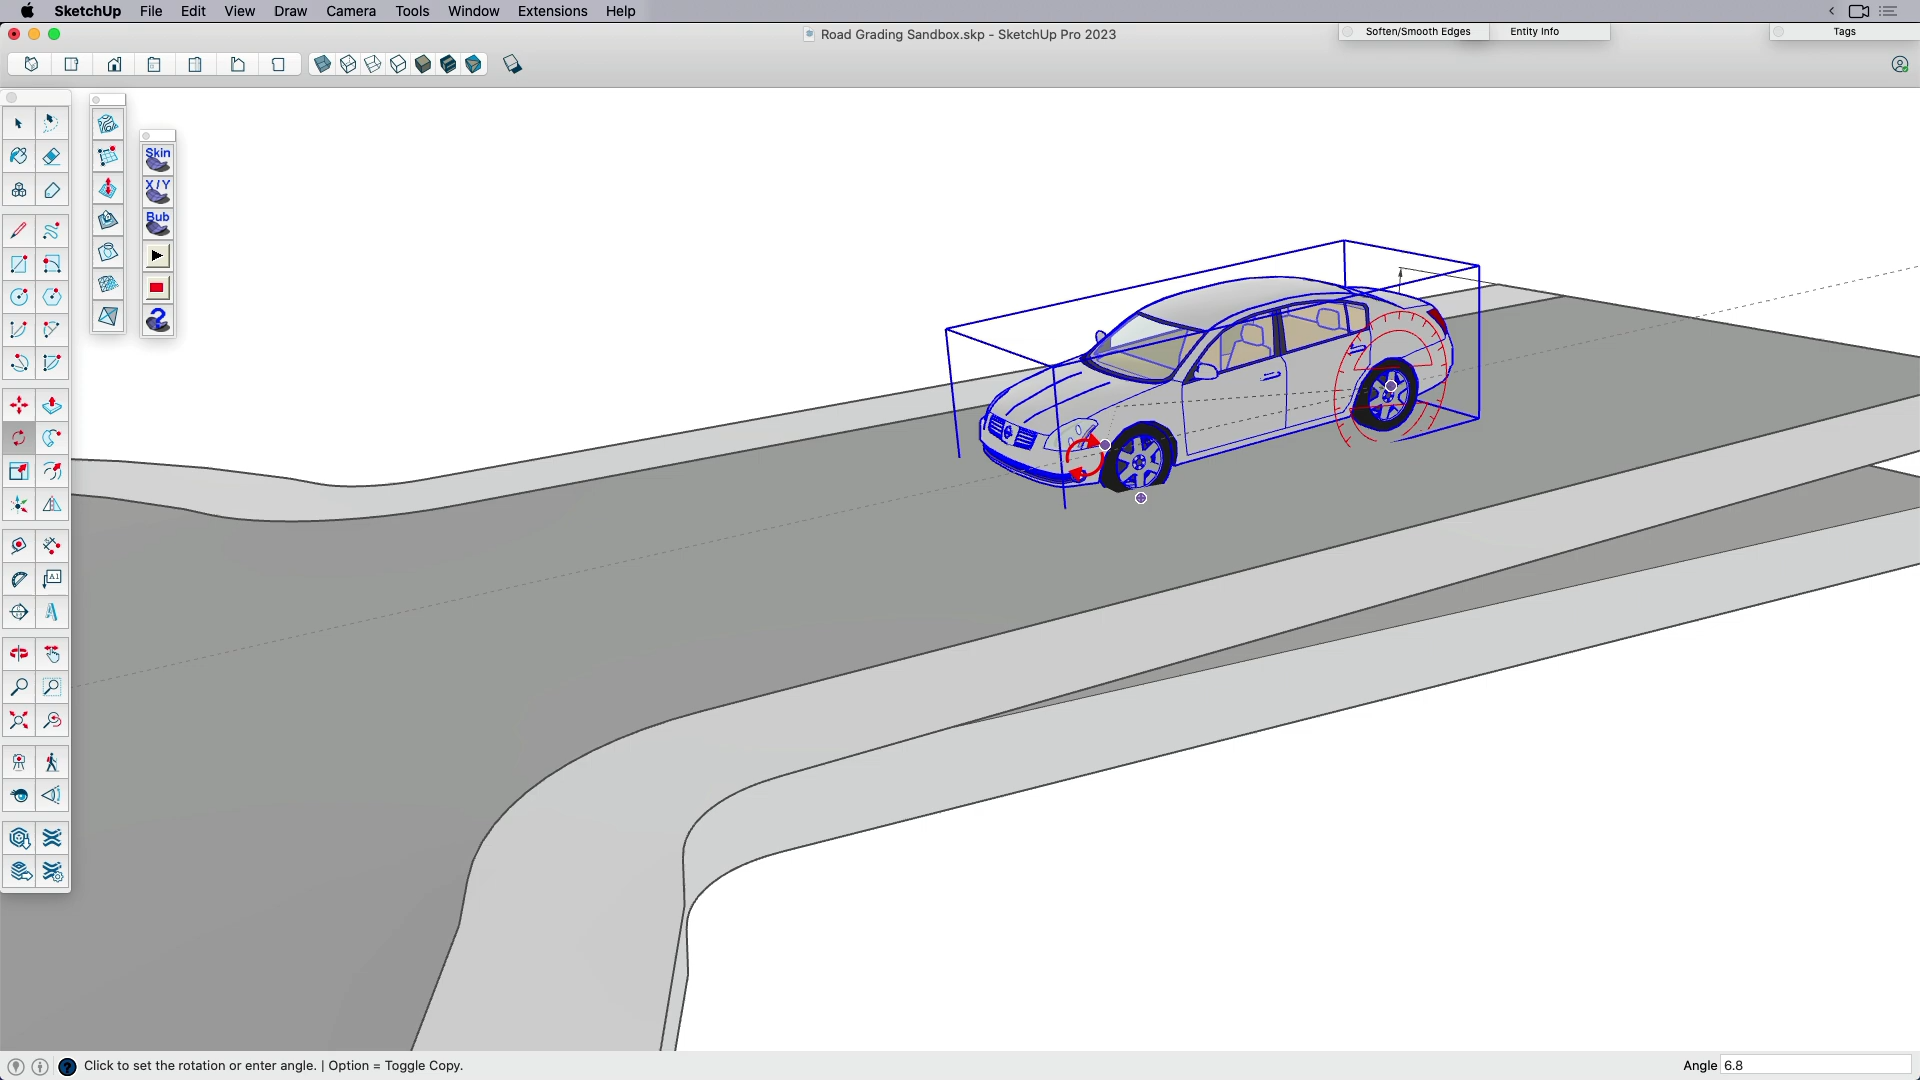 SketchUp File Edit View Draw Camera Tools Window Extensions Help
Road Grading Sandbox.skp - SketchUp Pro 2023
Soften/Smooth Edges
Entity Info
Tags
Skin
X/Y
Bub
A1
Click to set the rotation or enter angle. | Option = Toggle Copy.
Angle 6.8